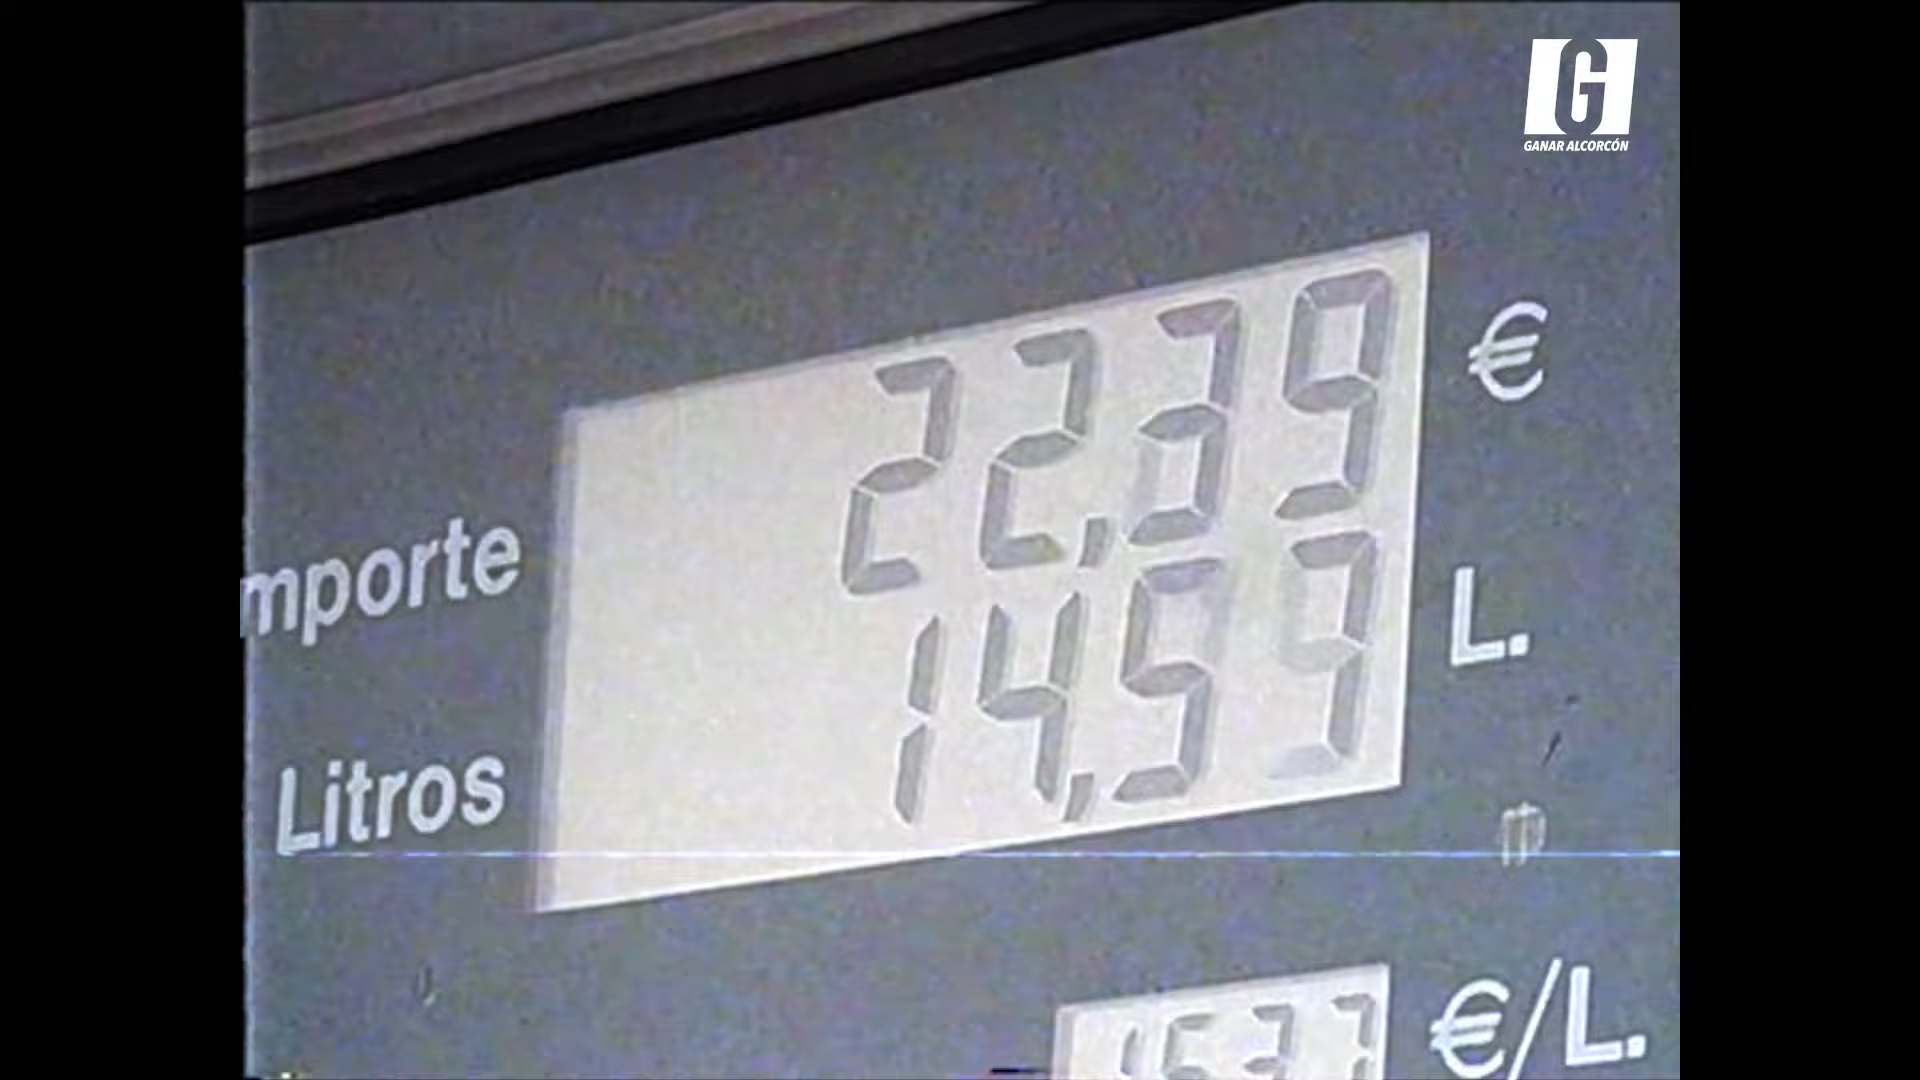 GANAR ALCORCÓN
mporte 22,39 €
Litros 14,59 L.
€/L.